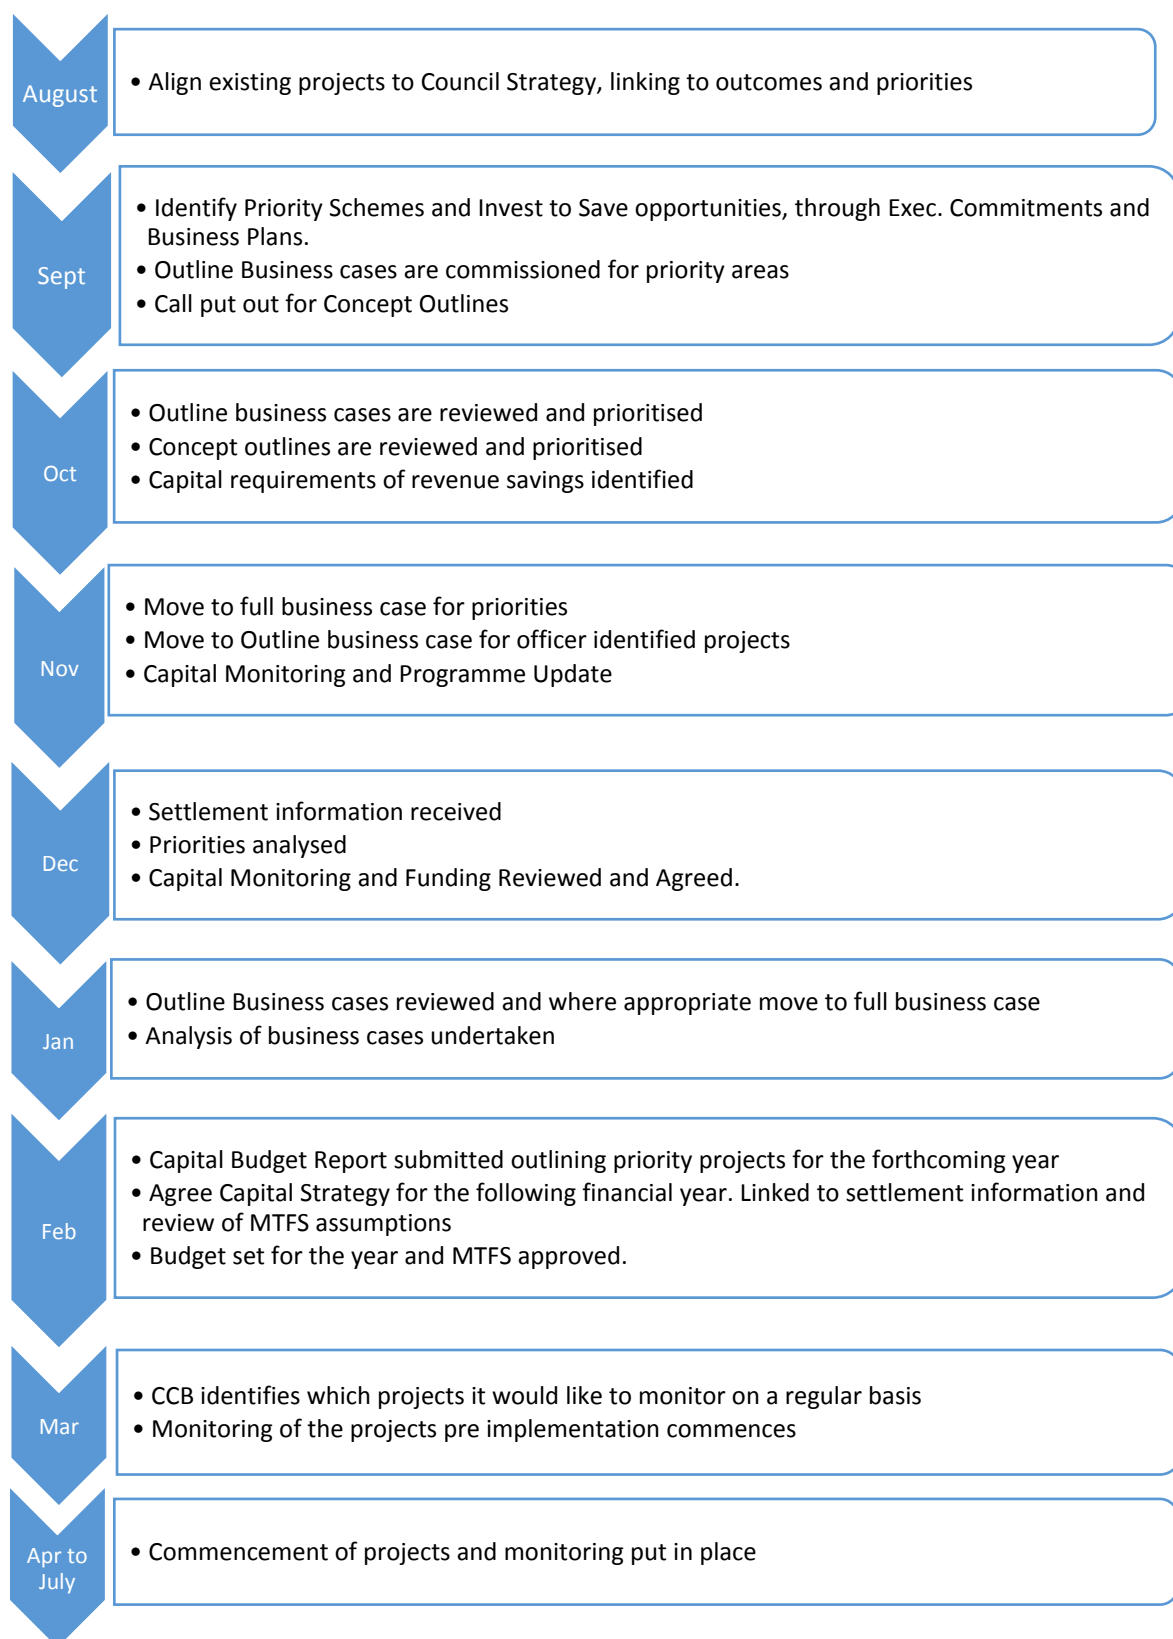 August
• Align existing projects to Council Strategy, linking to outcomes and priorities
Sept
• Identify Priority Schemes and Invest to Save opportunities, through Exec. Commitments and
Business Plans.
• Outline Business cases are commissioned for priority areas
• Call put out for Concept Outlines
Oct
• Outline business cases are reviewed and prioritised
• Concept outlines are reviewed and prioritised
• Capital requirements of revenue savings identified
Nov
• Move to full business case for priorities
• Move to Outline business case for officer identified projects
• Capital Monitoring and Programme Update
Dec
• Settlement information received
• Priorities analysed
• Capital Monitoring and Funding Reviewed and Agreed.
Jan
• Outline Business cases reviewed and where appropriate move to full business case
• Analysis of business cases undertaken
Feb
• Capital Budget Report submitted outlining priority projects for the forthcoming year
• Agree Capital Strategy for the following financial year. Linked to settlement information and
review of MTFS assumptions
• Budget set for the year and MTFS approved.
Mar
• CCB identifies which projects it would like to monitor on a regular basis
• Monitoring of the projects pre implementation commences
Apr to
July
• Commencement of projects and monitoring put in place